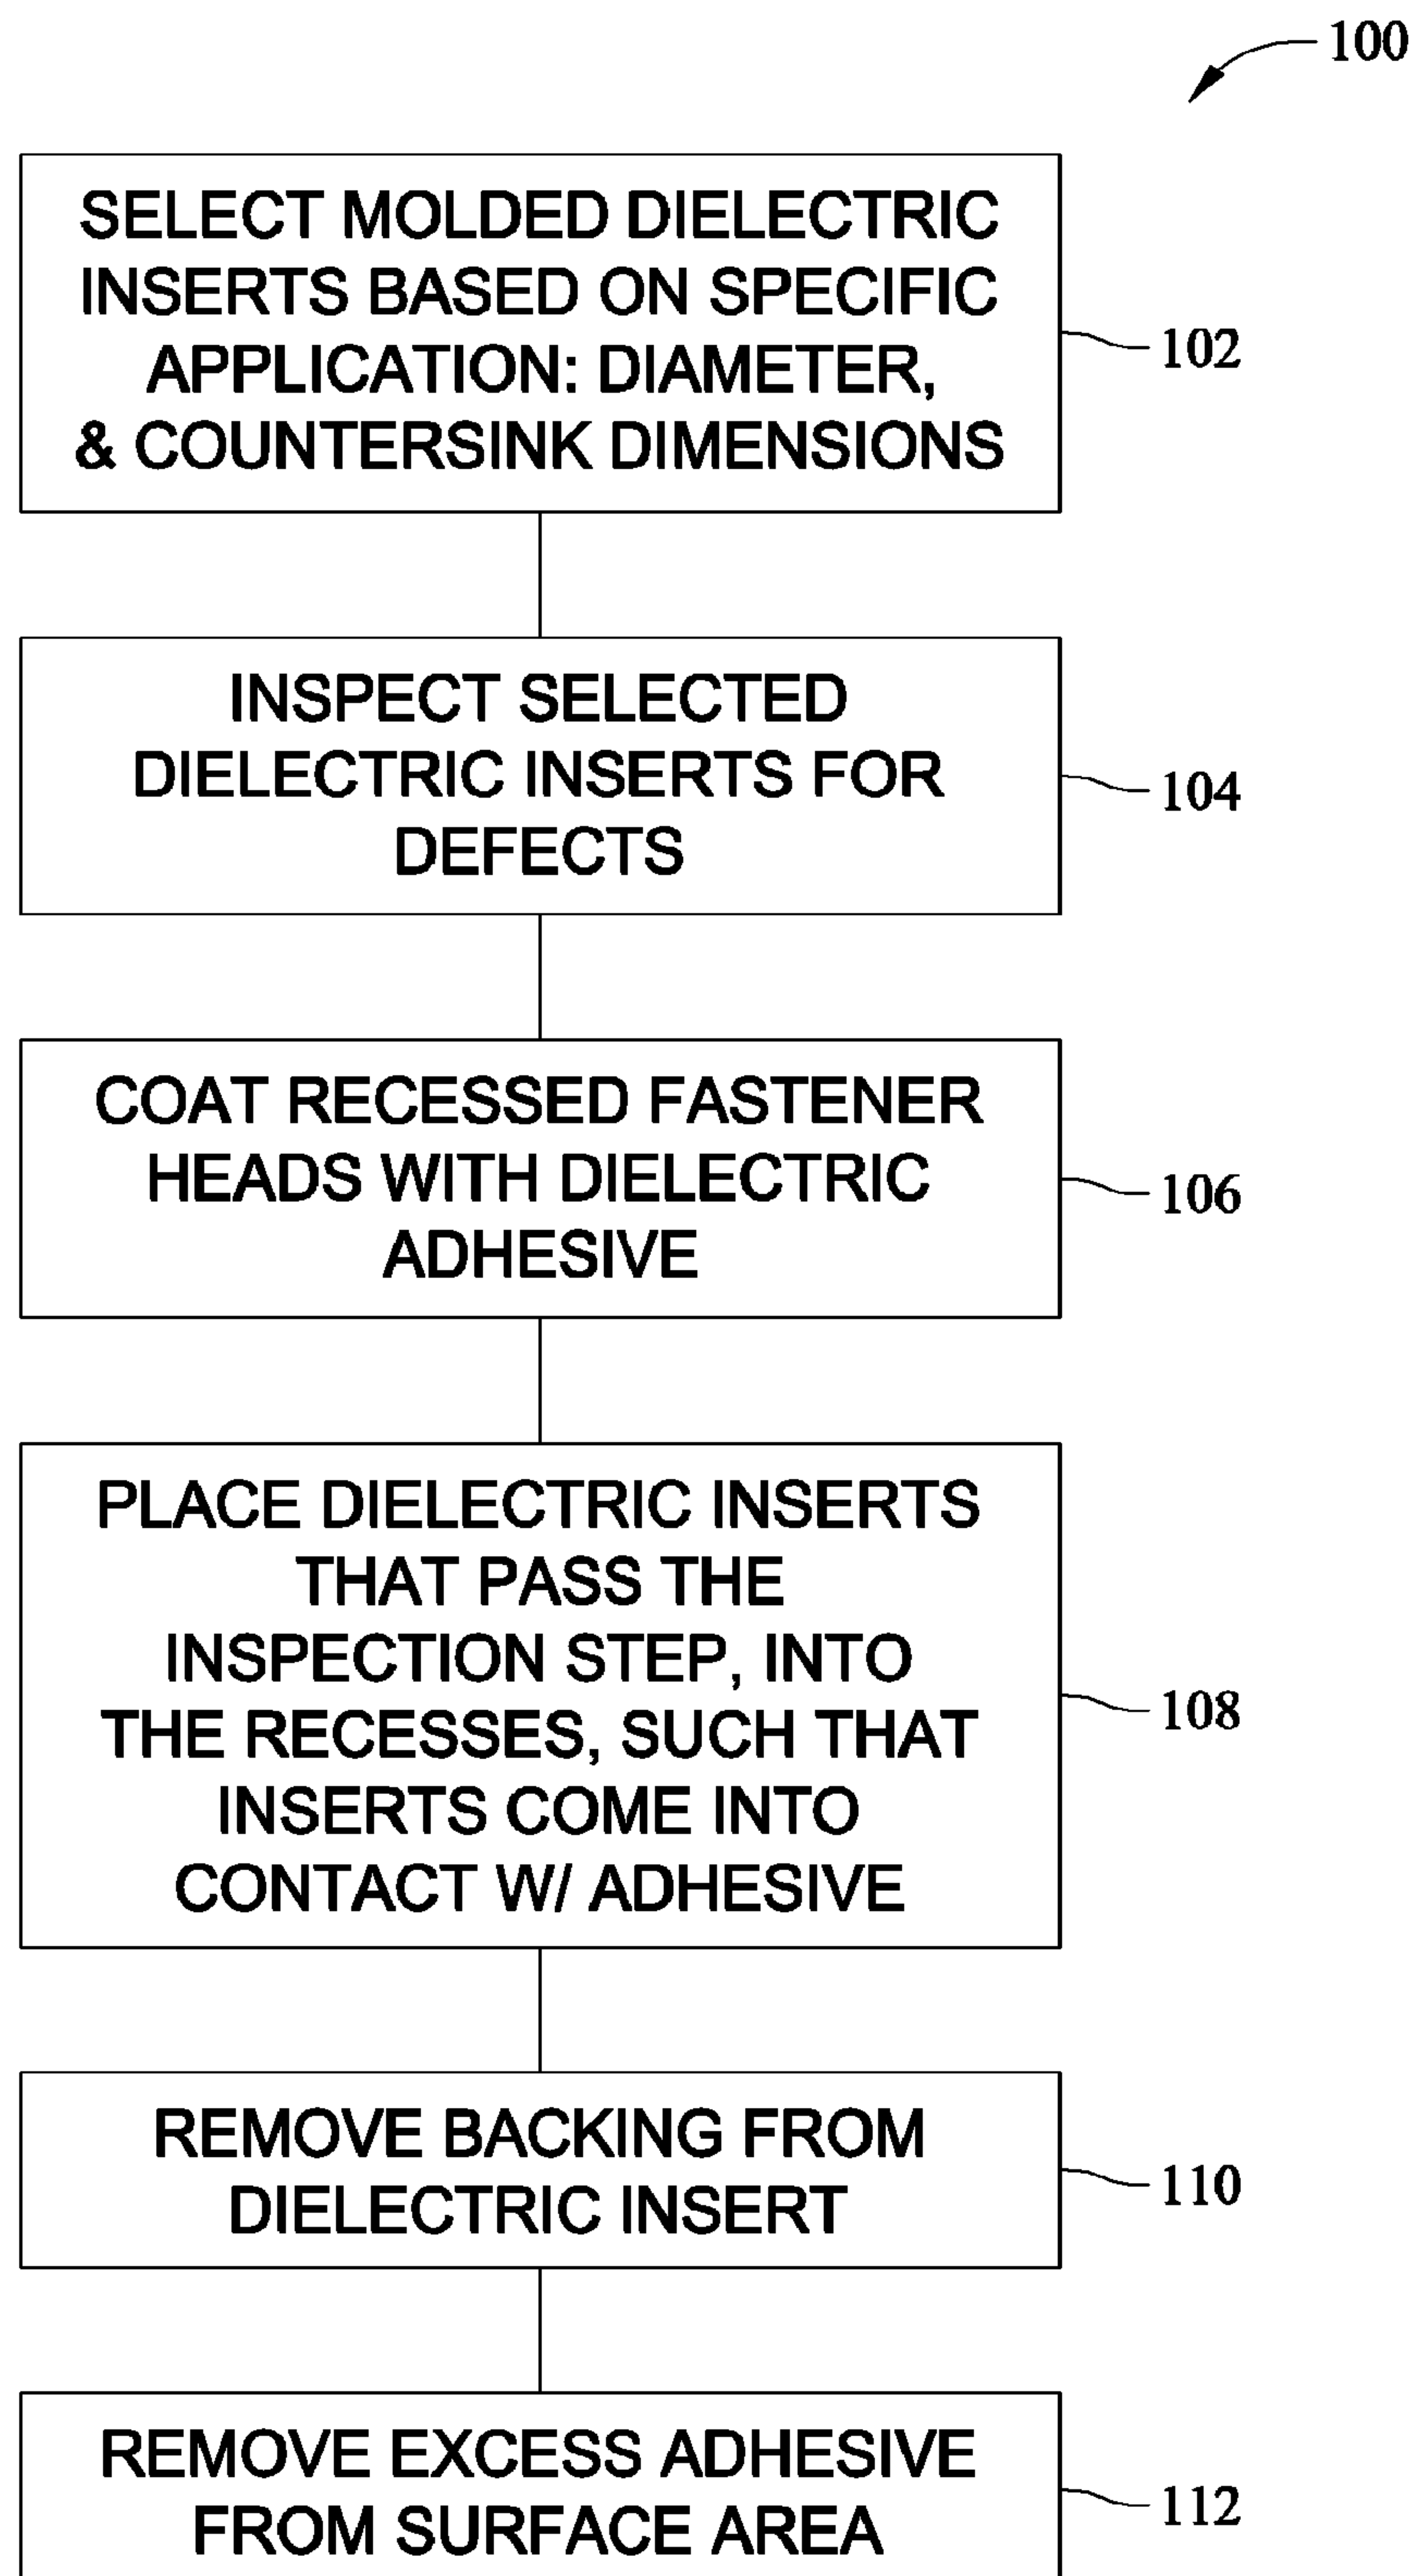 100
SELECT MOLDED DIELECTRIC
INSERTS BASED ON SPECIFIC
APPLICATION: DIAMETER,
& COUNTERSINK DIMENSIONS
102
INSPECT SELECTED
DIELECTRIC INSERTS FOR
DEFECTS
104
COAT RECESSED FASTENER
HEADS WITH DIELECTRIC
ADHESIVE
106
PLACE DIELECTRIC INSERTS
THAT PASS THE
INSPECTION STEP, INTO
THE RECESSES, SUCH THAT
INSERTS COME INTO
CONTACT W/ ADHESIVE
108
REMOVE BACKING FROM
DIELECTRIC INSERT
110
REMOVE EXCESS ADHESIVE
FROM SURFACE AREA
112